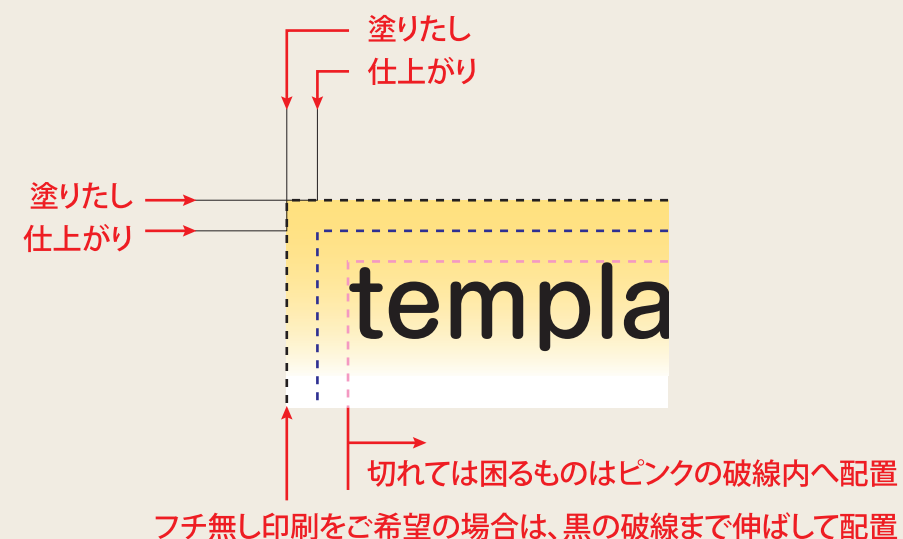 塗りたし
仕上がり
塗りたし
仕上がり
templa
切れては困るものはピンクの破線内へ配置
フチ無し印刷をご希望の場合は、黒の破線まで伸ばして配置